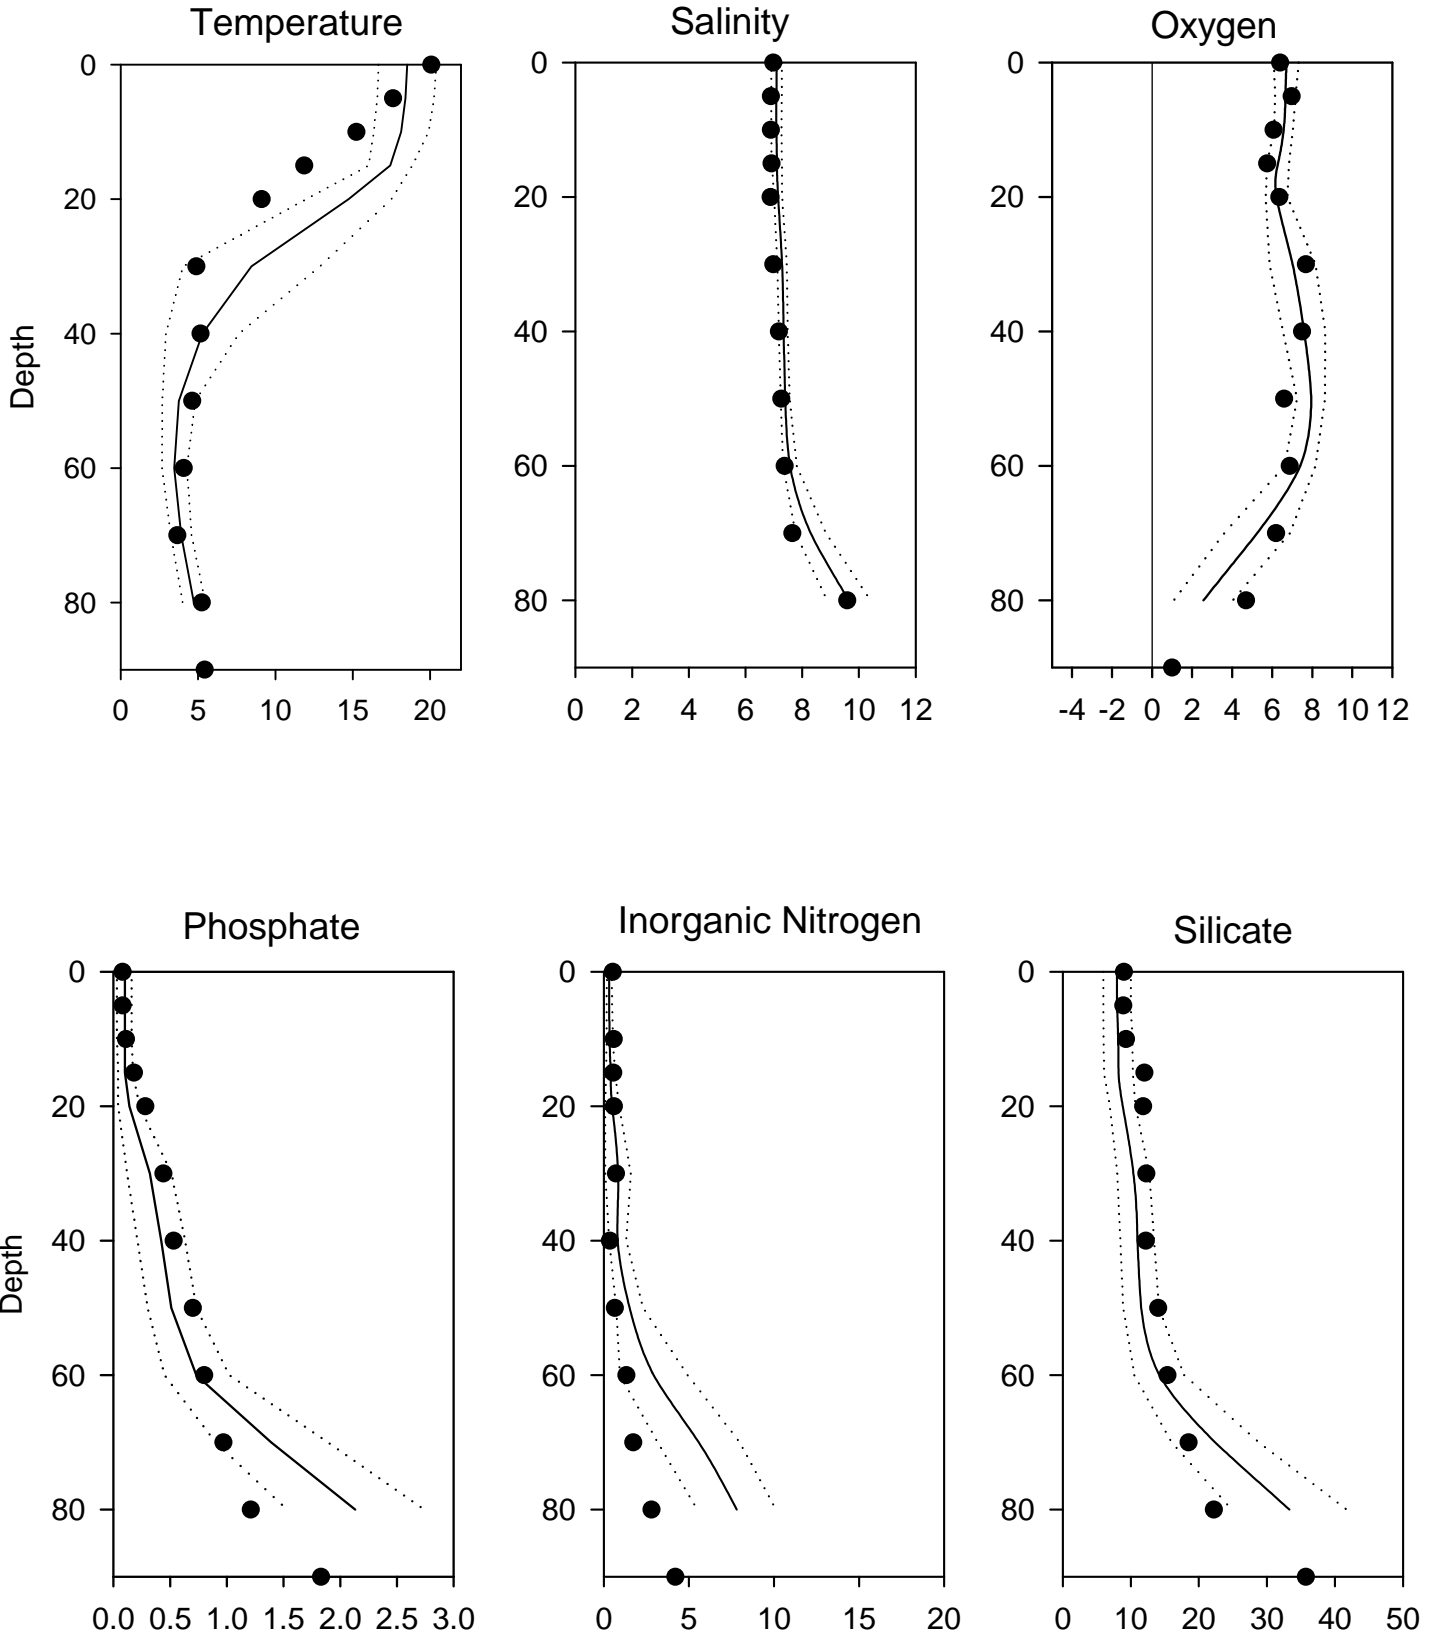 Temperature Salinity Oxygen
0 0 0
20 20 20
40 40 40
Depth
60 60 60
80 80 80
0 5 10 15 20 0 2 4 6 8 10 12 -4 -2 0 2 4 6 8 10 12
Phosphate Inorganic Nitrogen Silicate
0 0 0
20 20 20
40 40 40
Depth
60 60 60
80 80 80
0.0 0.5 1.0 1.5 2.0 2.5 3.0 0 5 10 15 20 0 10 20 30 40 50